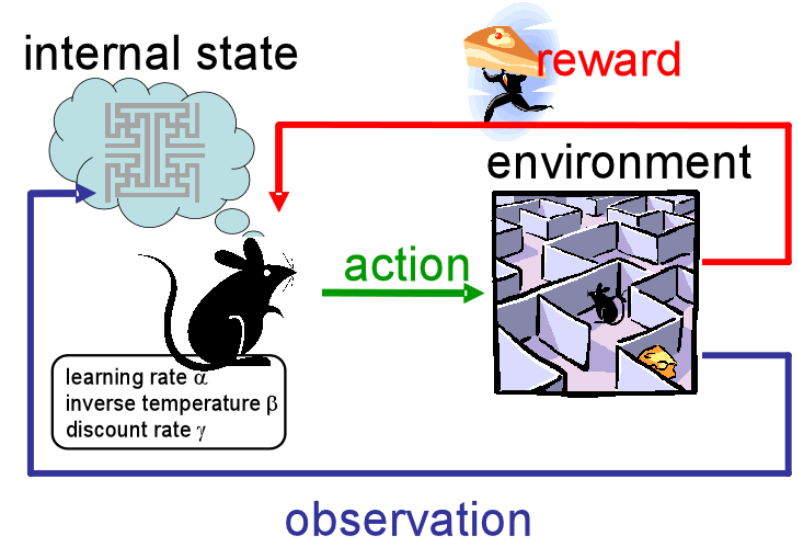 internal state
reward
environment
action
learning rate α
inverse temperature β
discount rate γ
observation